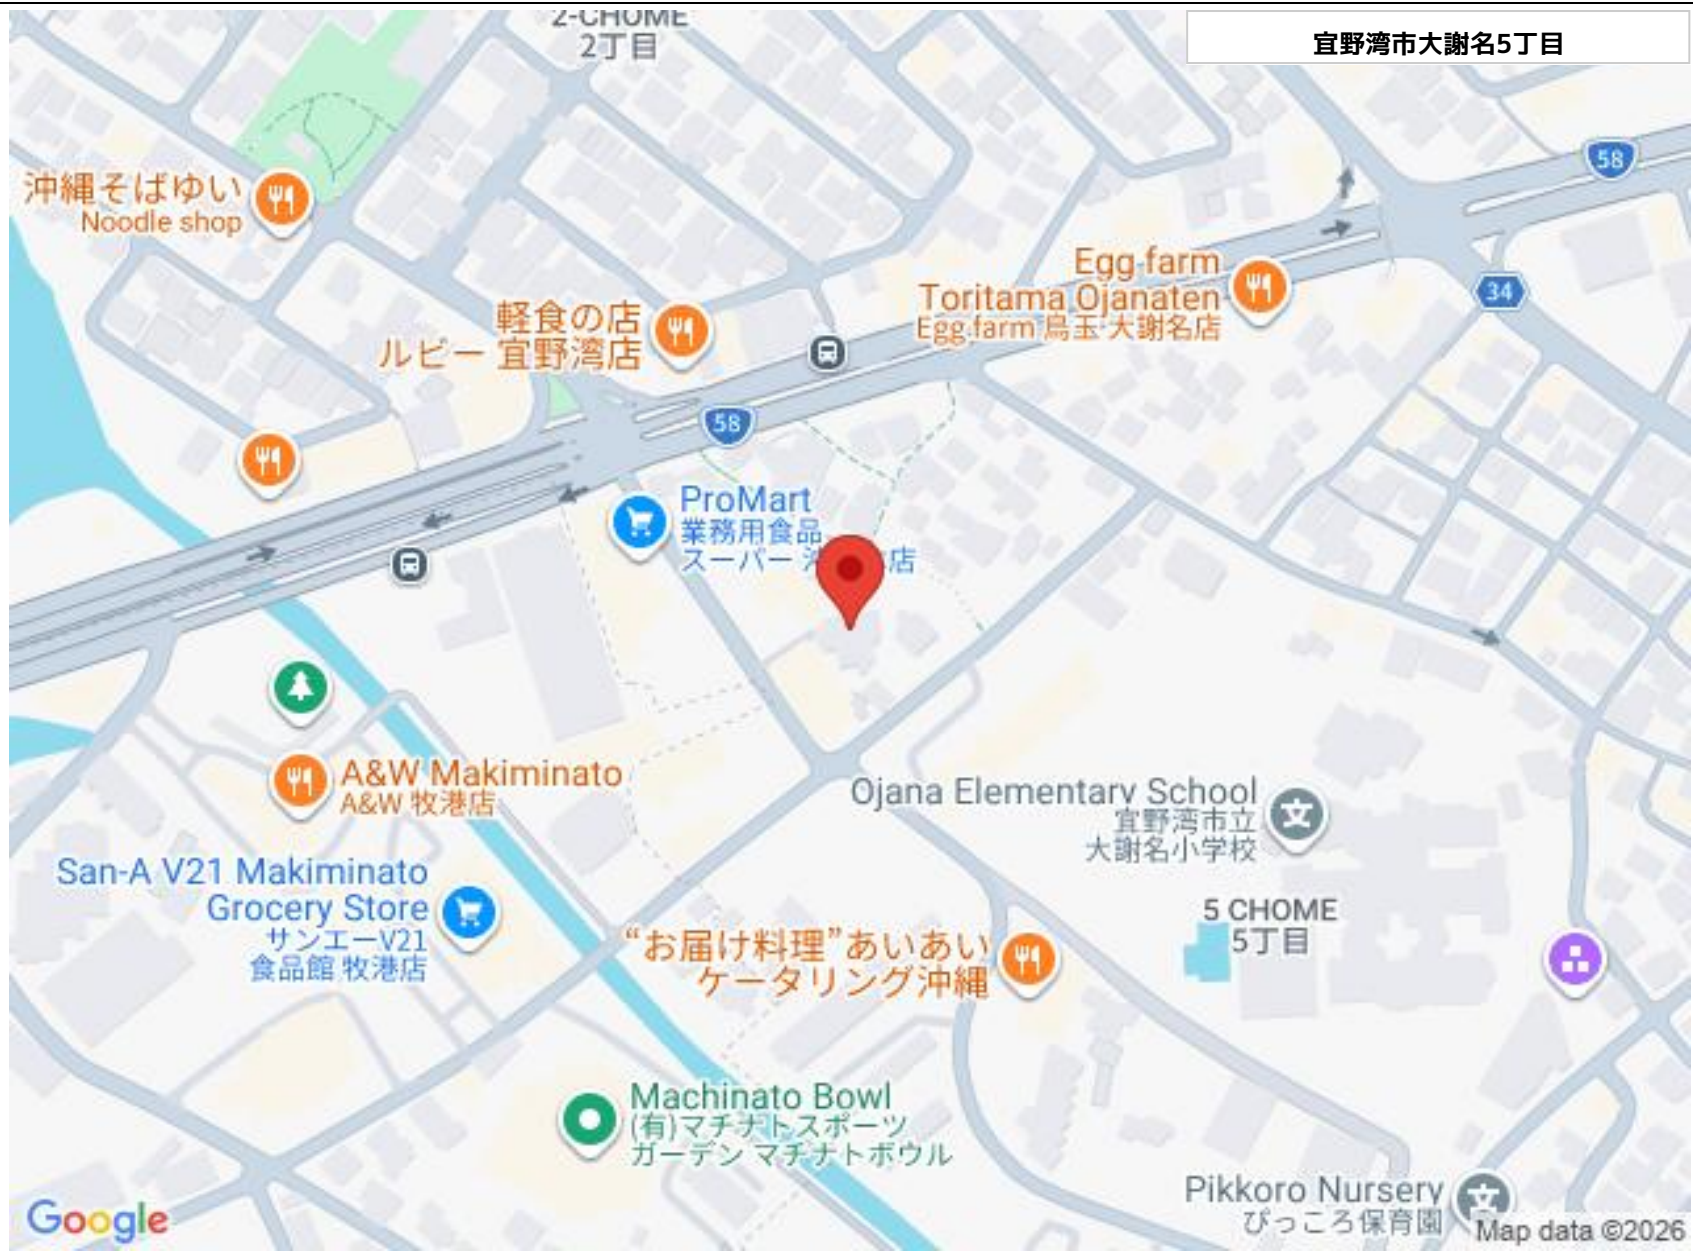 2-CHOME
2丁目
宜野湾市大謝名5丁目
58
沖縄そばゆい
Noodle shop
Egg farm
Toritama Ojanaten
Egg farm 鳥玉 大謝名店
34
軽食の店
ルビー 宜野湾店
58
ProMart
業務用食品
スーパー
店
A&W Makiminato
A&W 牧港店
Ojana Elementary School
宜野湾市立
大謝名小学校
文
San-A V21 Makiminato
Grocery Store
サンエーV21
食品館 牧港店
5 CHOME
5丁目
“お届け料理”あいあい
ケータリング沖縄
Machinato Bowl
(有)マチナトスポーツ
ガーデン マチナトボウル
Pikkoro Nursery
ぴっころ保育園
文
Google
Map data ©2026